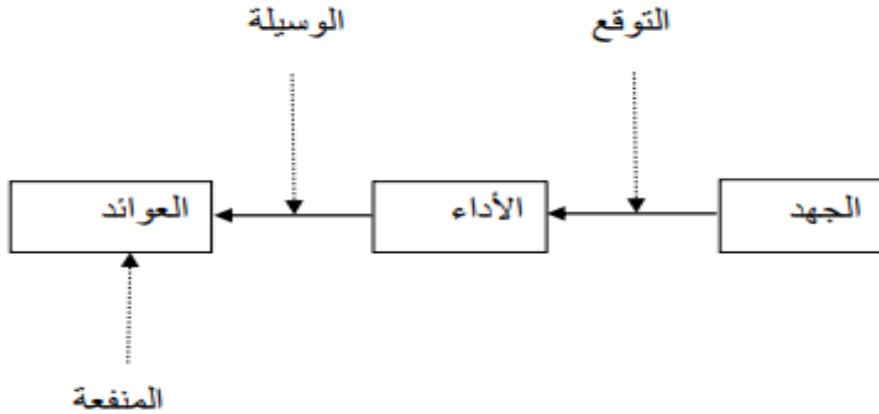 التوقع
الوسيلة
الجهد
الأداء
العوائد
المنفعة